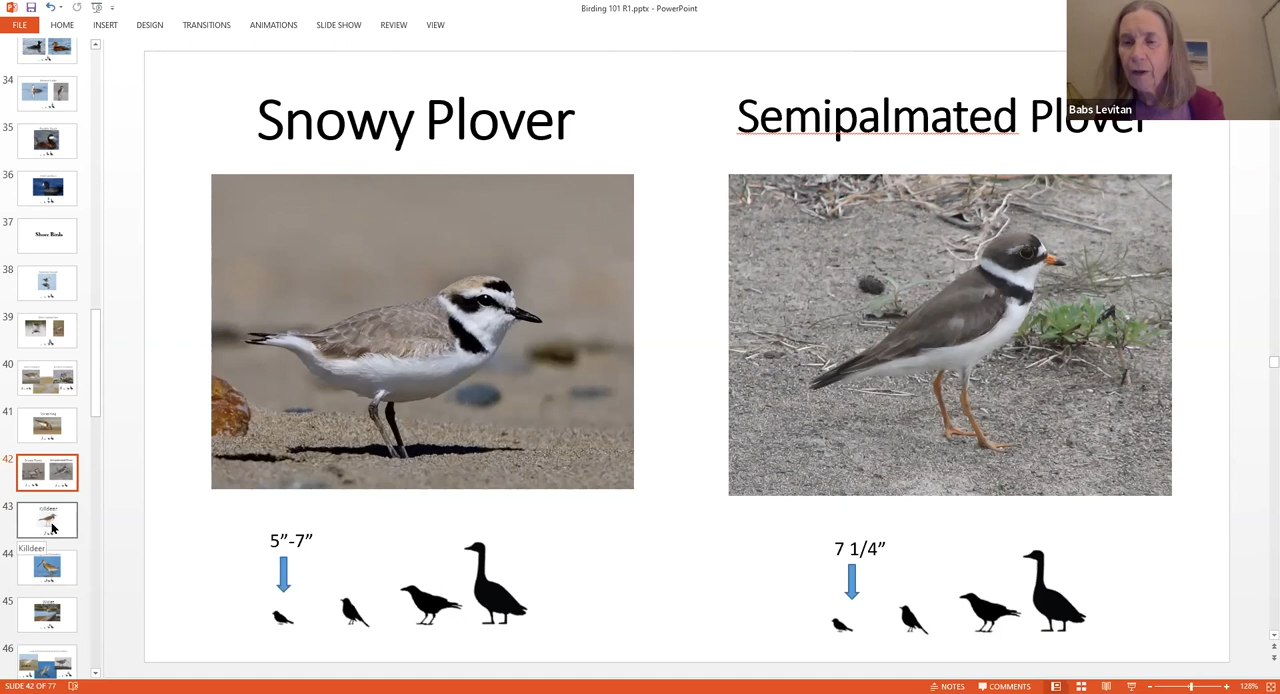 Birding 101 R1.pptx - PowerPoint
FILE HOME INSERT DESIGN TRANSITIONS ANIMATIONS SLIDE SHOW REVIEW VIEW
Babs Levitan
Snowy Plover
Semipalmated Plover
34
35
36
37
Shore Birds
38
39
40
41
42
43
Killdeer
Killdeer
44
45
46
5”-7”
7 1/4”
SLIDE 42 OF 77
NOTES COMMENTS
128%